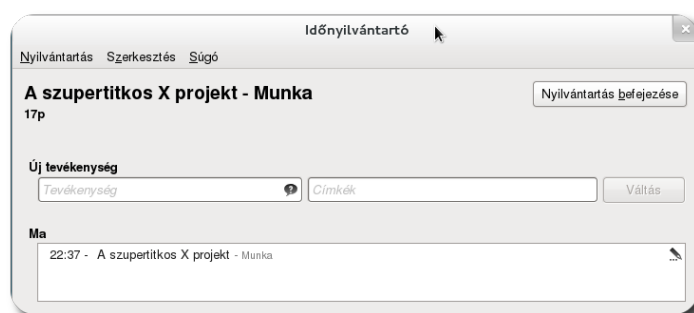 Időnyilvántartó
Nyilvántartás Szerkesztés Súgó
A szupertitkos X projekt - Munka
Nyilvántartás befejezése
17p
Új tevékenység
Tevékenység Címkék Váltás
Ma
22:37 - A szupertitkos X projekt - Munka